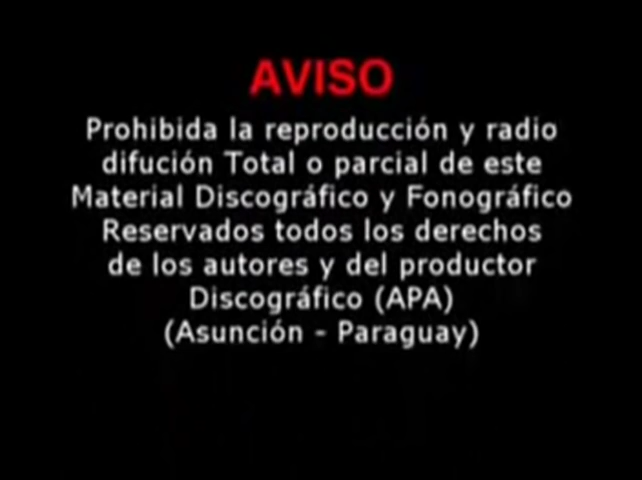 AVISO
Prohibida la reproducción y radio
difución Total o parcial de este
Material Discográfico y Fonográfico
Reservados todos los derechos
de los autores y del productor
Discográfico (APA)
(Asunción - Paraguay)